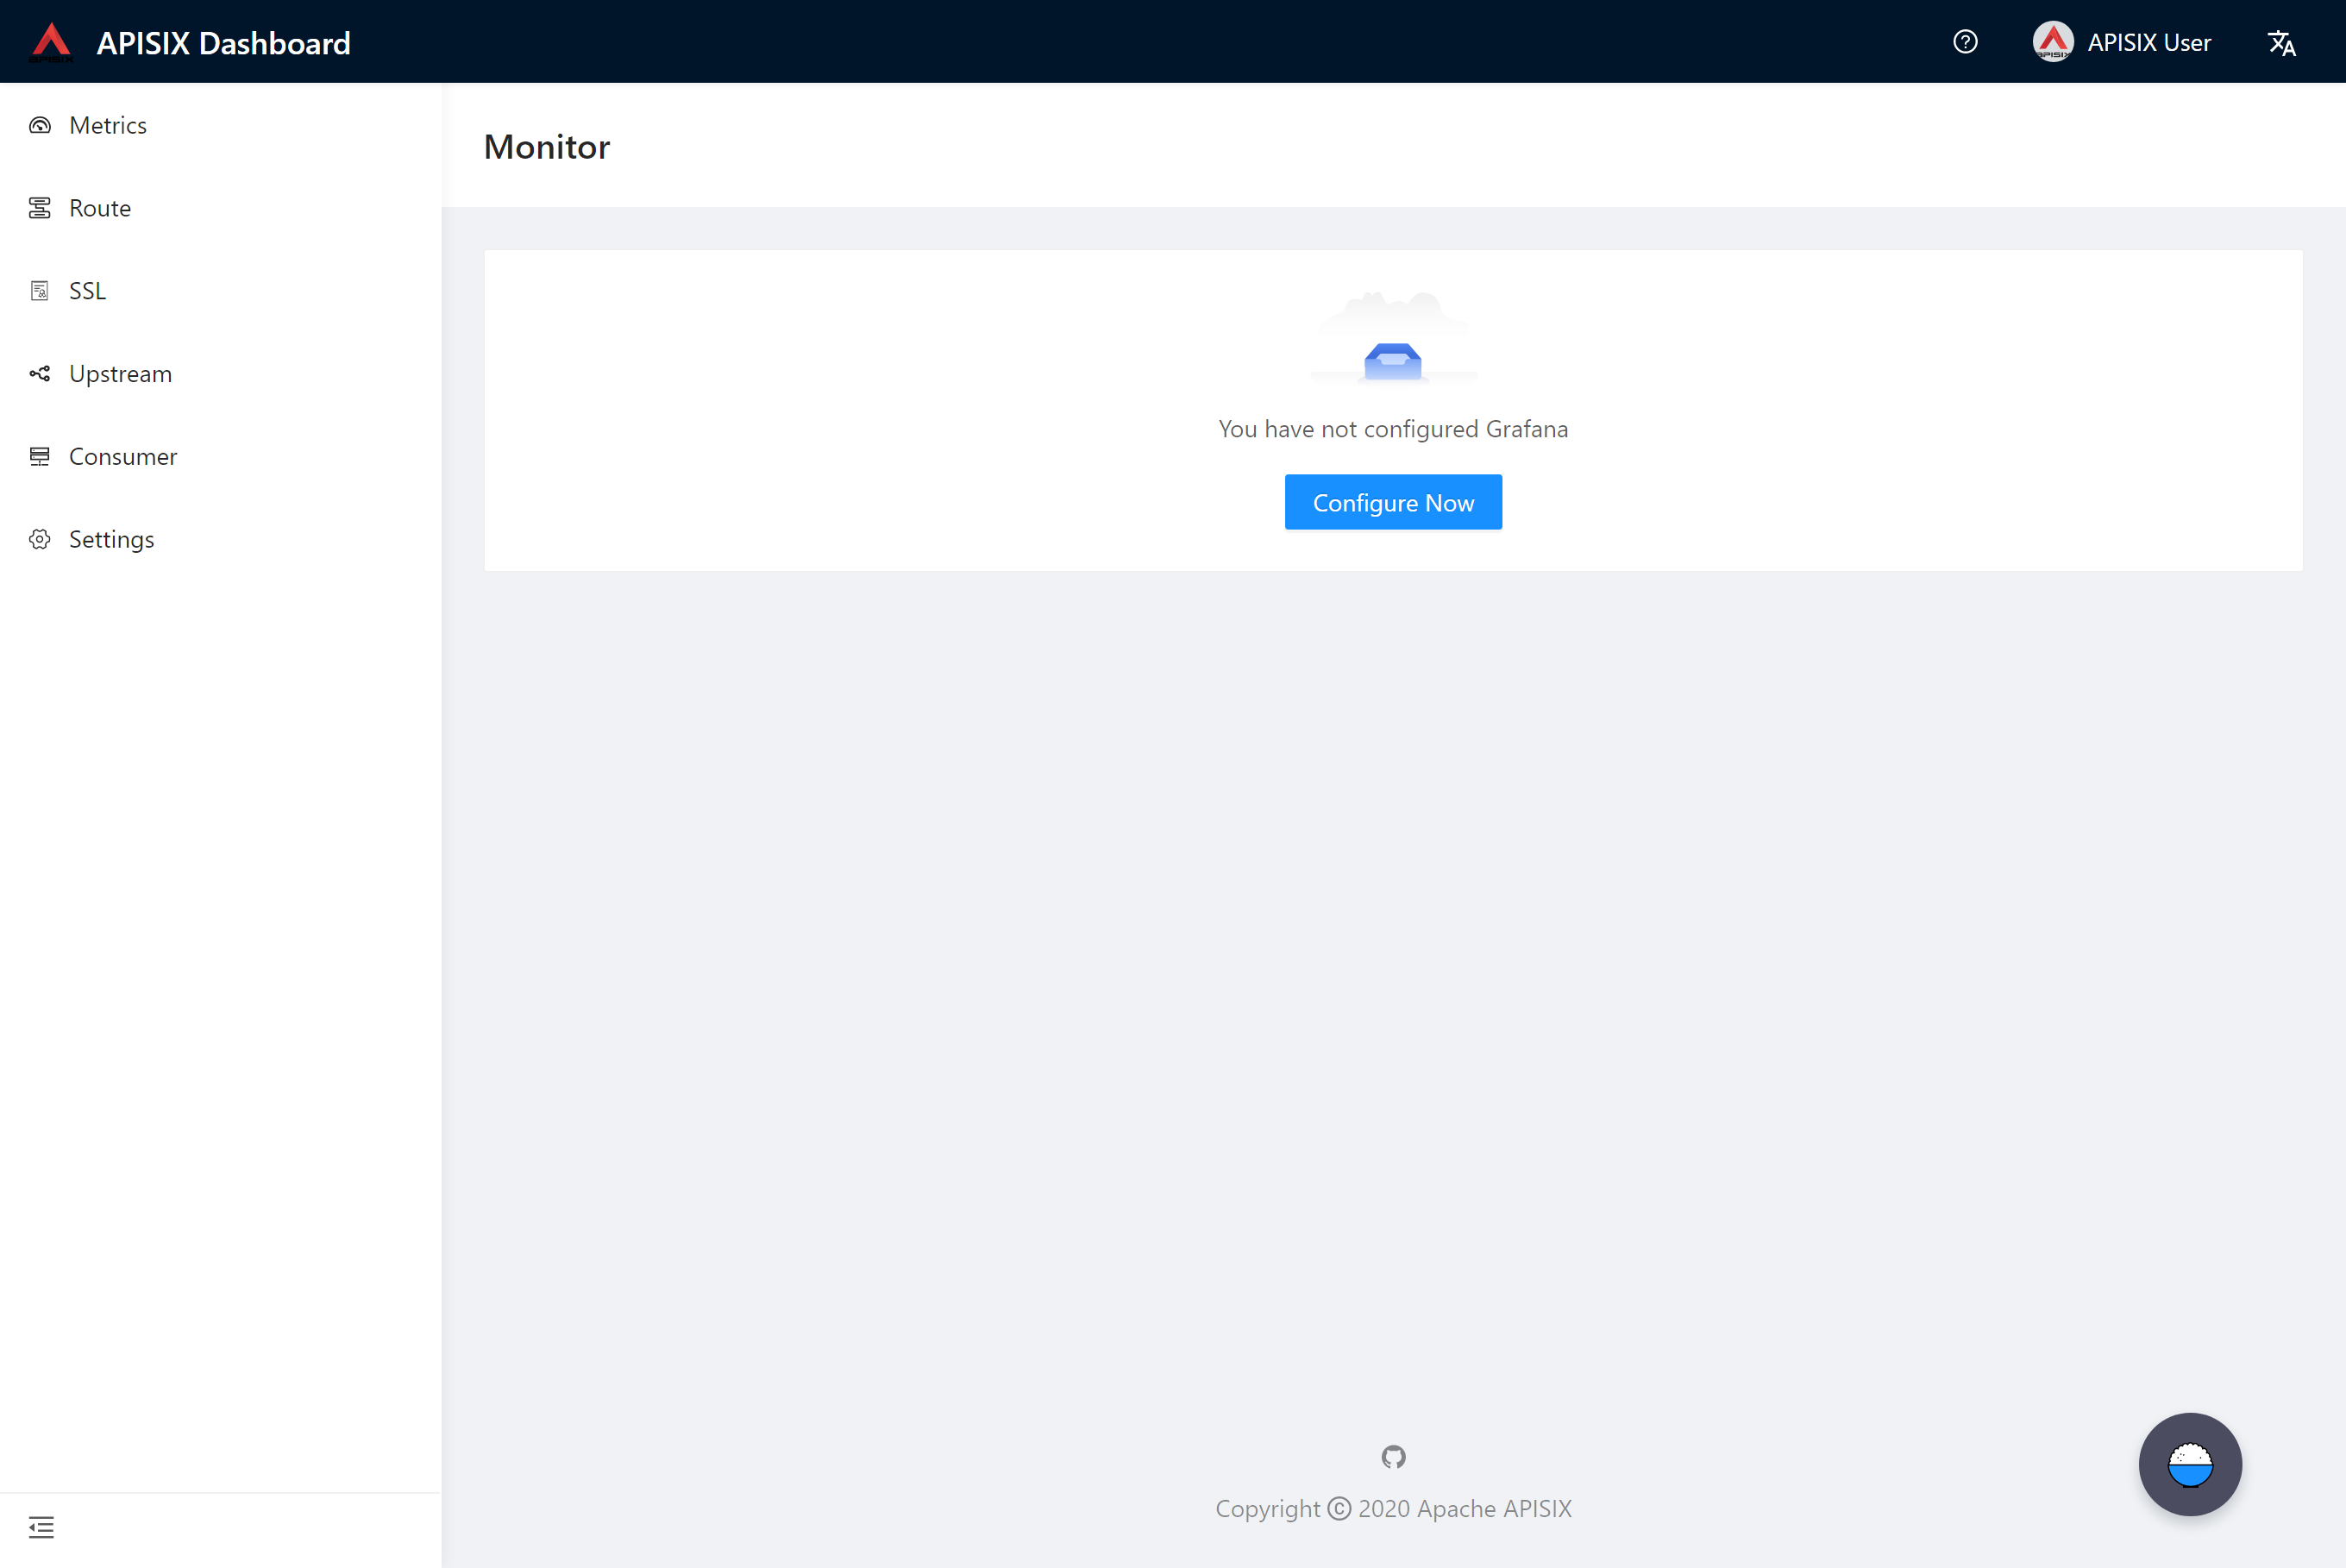 APISIX Dashboard
APISIX User
Metrics
Route
SSL
Upstream
Consumer
Settings
Monitor
You have not configured Grafana
Configure Now
Copyright © 2020 Apache APISIX